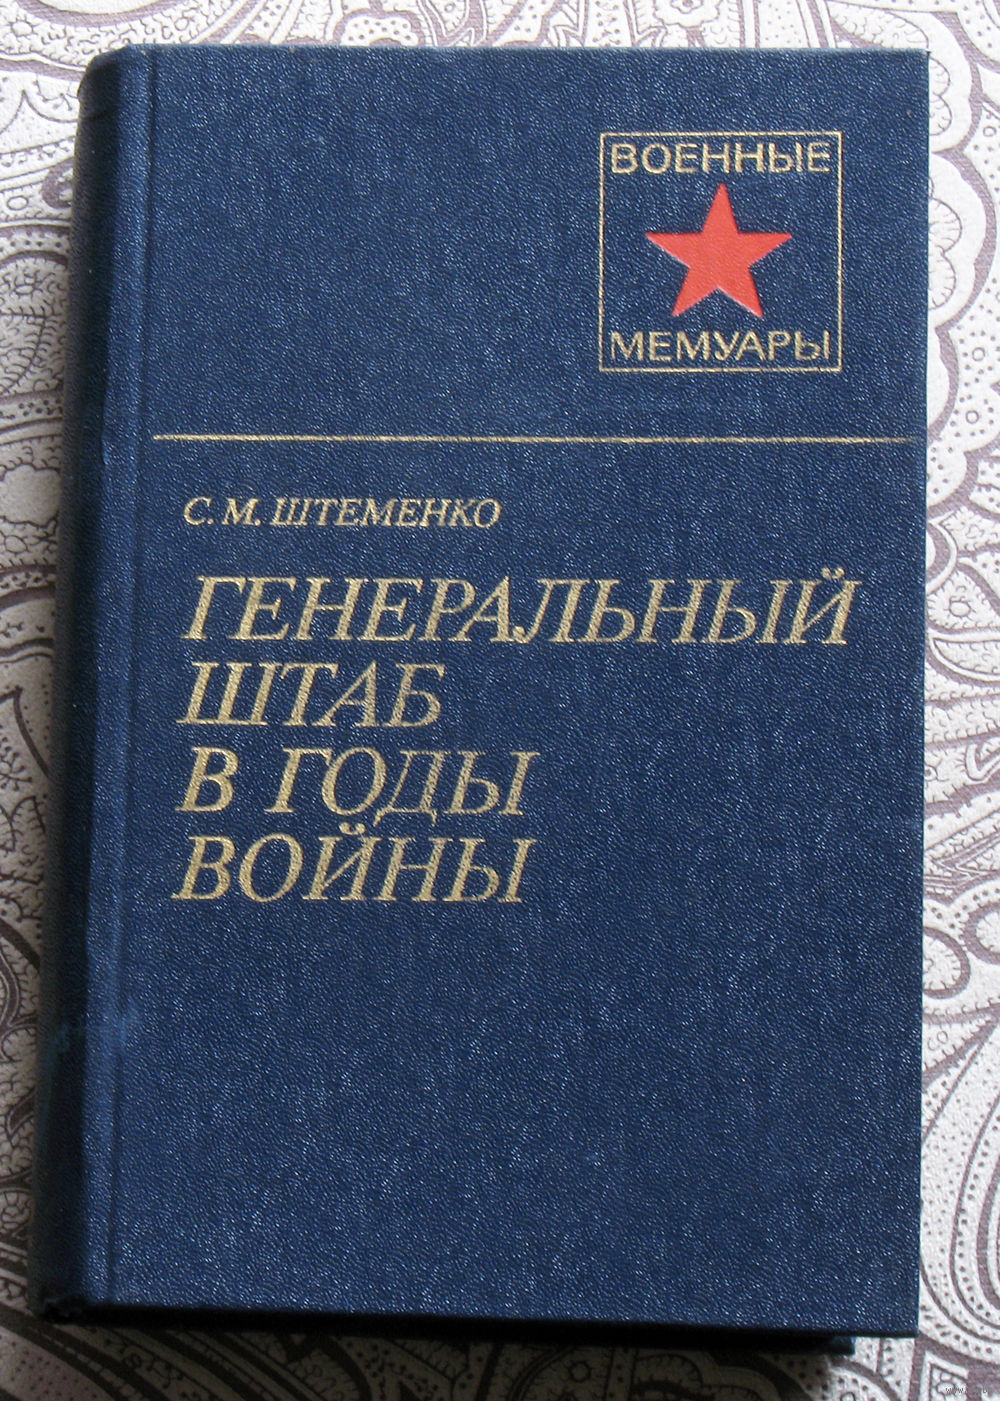 ВОЕННЫЕ
МЕМУАРЫ
С. М. ШТЕМЕНКО
ГЕНЕРАЛЬНЫЙ
ШТАБ
В ГОДЫ
ВОЙНЫ